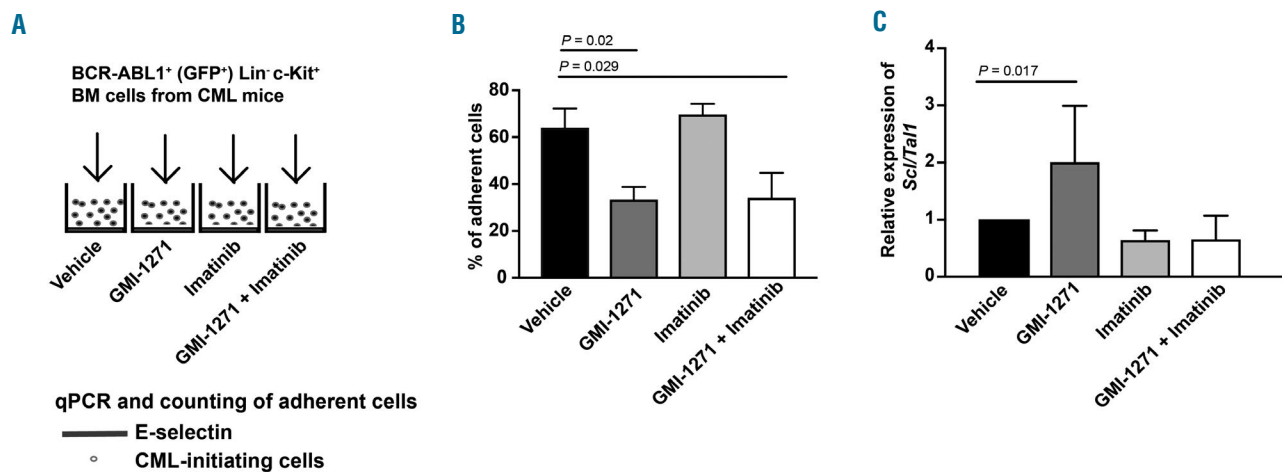 A
BCR-ABL1⁺ (GFP⁺) Lin⁻ c-Kit⁺
BM cells from CML mice
Vehicle
GMI-1271
Imatinib
GMI-1271 + Imatinib
qPCR and counting of adherent cells
E-selectin
CML-initiating cells
B
P = 0.02
P = 0.029
% of adherent cells
80
60
40
20
0
Vehicle
GMI-1271
Imatinib
GMI-1271 + Imatinib
C
P = 0.017
Relative expression of
Scl/Tal1
4
3
2
1
0
Vehicle
GMI-1271
Imatinib
GMI-1271 + Imatinib